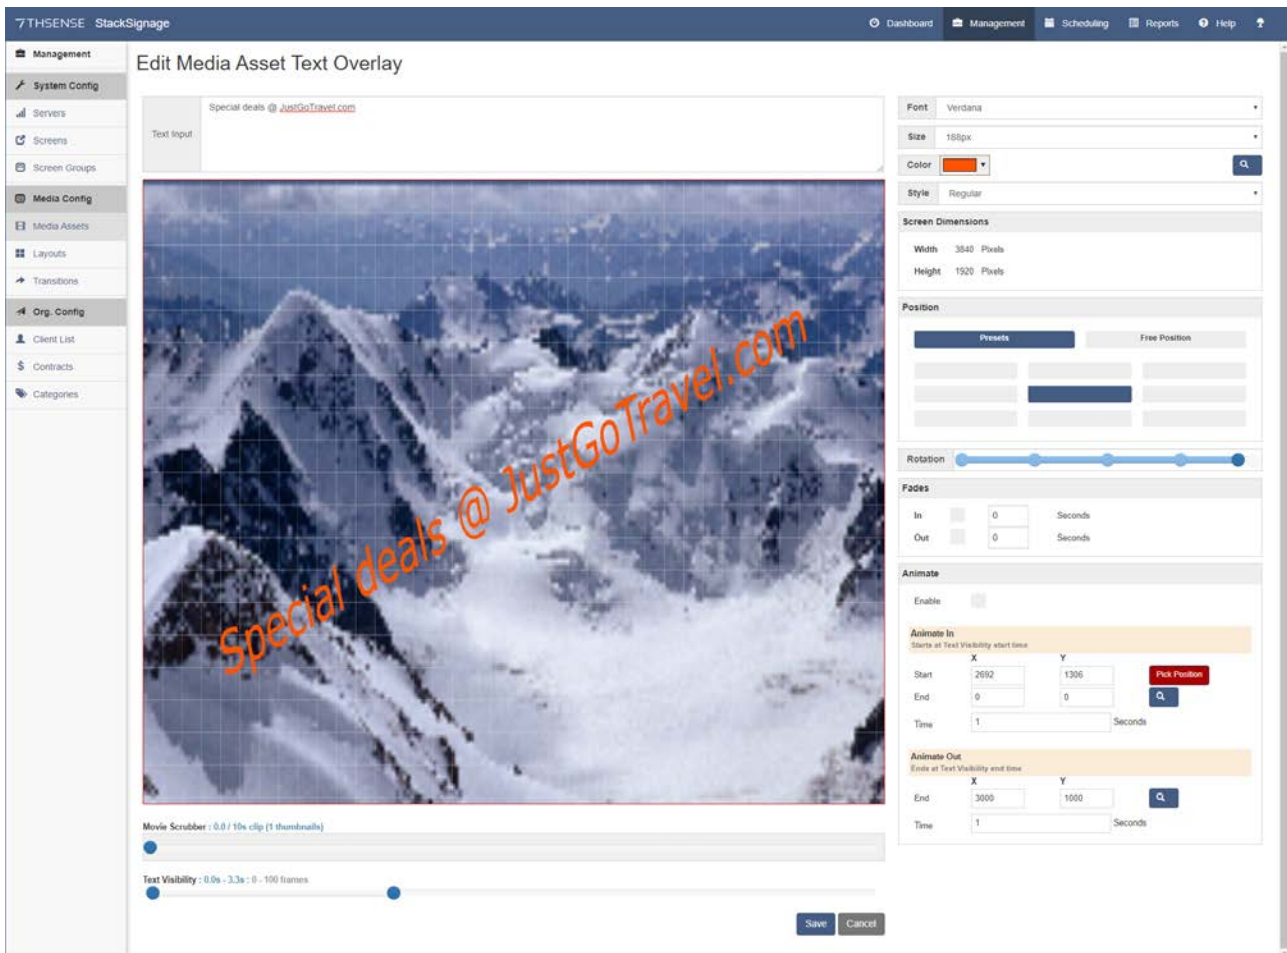 7THSENSE StackSignage
Dashboard Management Scheduling Reports Help
Management
System Config
Servers
Screens
Screen Groups
Media Config
Media Assets
Layouts
Transitions
Org. Config
Client List
Contracts
Categories
Edit Media Asset Text Overlay
Text Input
Special deals @ JustGoTravel.com
Special deals @ JustGoTravel.com
Movie Scrubber : 0.0 / 10s clip (1 thumbnails)
Text Visibility : 0.0s - 3.3s : 0 - 100 frames
Save Cancel
Font Verdana
Size 188px
Color
Style Regular
Screen Dimensions
Width 3840 Pixels
Height 1920 Pixels
Position
Presets Free Position
Rotation
Fades
In 0 Seconds
Out 0 Seconds
Animate
Enable
Animate In
Starts at Text Visibility start time
X Y
Start 2692 1306 Pick Position
End 0 0
Time 1 Seconds
Animate Out
Ends at Text Visibility end time
X Y
End 3000 1000
Time 1 Seconds